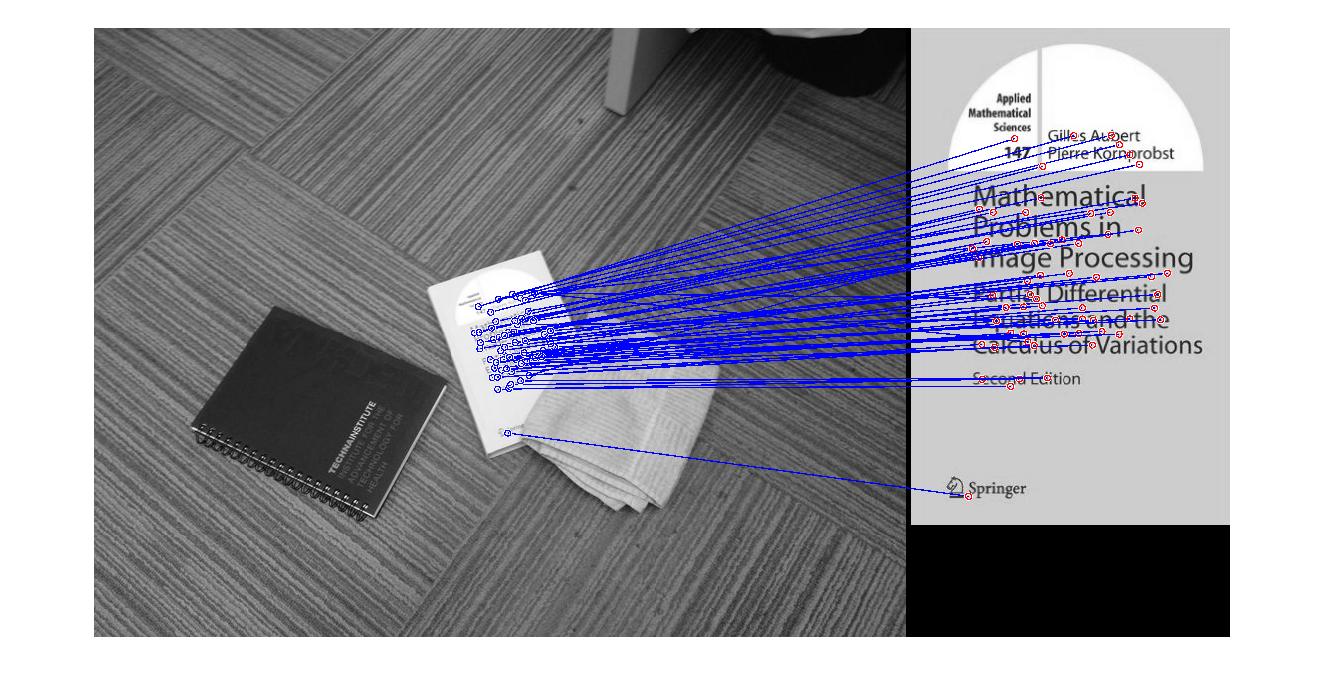 TECHNAINSTITUTE
INSTITUTE FOR THE
ADVANCEMENT OF
TECHNOLOGY FOR
HEALTH
Applied
Mathematical
Sciences
147
Gilles Aubert
Pierre Kornprobst
Mathematical
Problems in
Image Processing
Partial Differential
Equations and the
Calculus of Variations
Second Edition
Springer